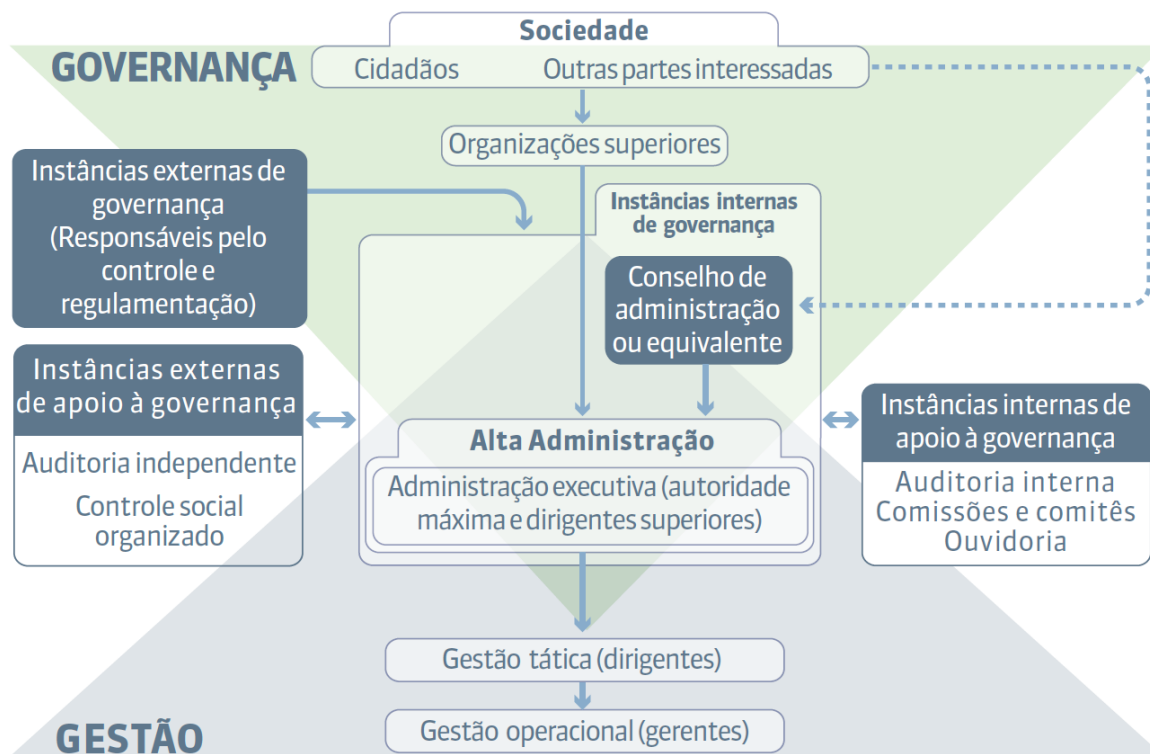 Sociedade
GOVERNANÇA
Cidadãos
Outras partes interessadas
Organizações superiores
Instâncias externas de
governança
(Responsáveis pelo
controle e
regulamentação)
Instâncias internas
de governança
Conselho de
administração
ou equivalente
Instâncias externas
de apoio à governança
Auditoria independente
Controle social
organizado
Alta Administração
Administração executiva (autoridade
máxima e dirigentes superiores)
Instâncias internas de
apoio à governança
Auditoria interna
Comissões e comitês
Ouvidoria
Gestão tática (dirigentes)
Gestão operacional (gerentes)
GESTÃO